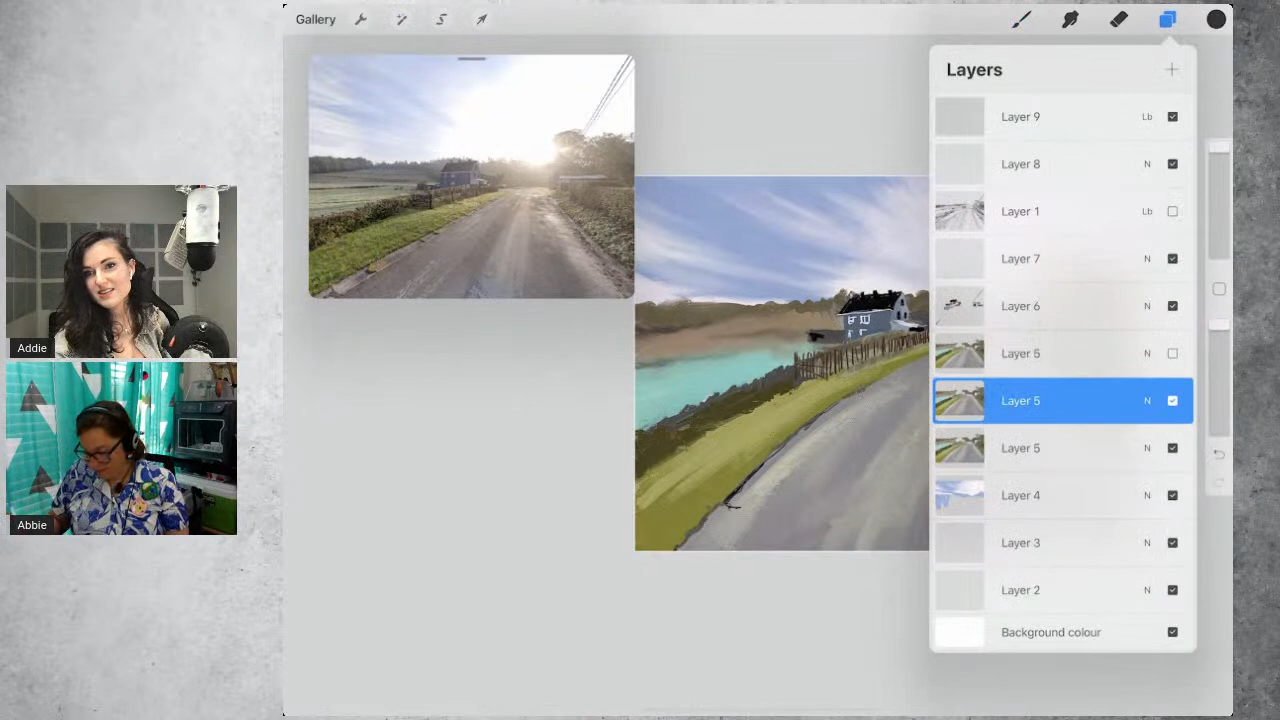 Gallery
Layers
Layer 9 Lb
Layer 8 N
Layer 1 Lb
Layer 7 N
Layer 6 N
Layer 5 N
Layer 5 N
Layer 5 N
Layer 4 N
Layer 3 N
Layer 2 N
Background colour
Addie
Abbie